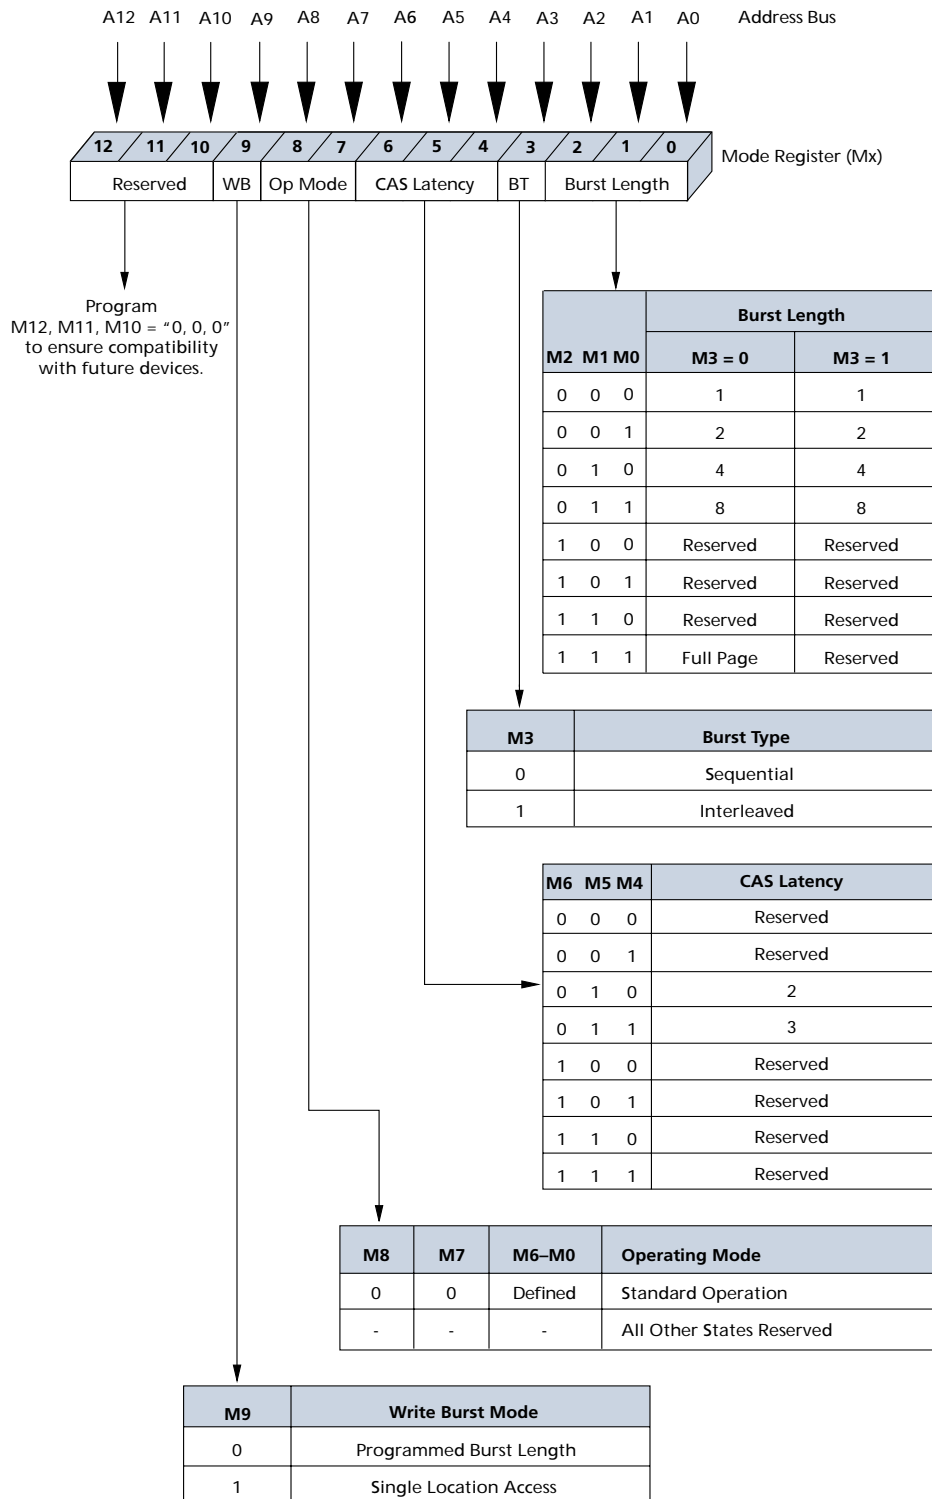 A12 A11 A10 A9 A8 A7 A6 A5 A4 A3 A2 A1 A0 Address Bus
12 11 10 9 8 7 6 5 4 3 2 1 0
Mode Register (Mx)
Reserved WB Op Mode CAS Latency BT Burst Length
Program
M12, M11, M10 = “0, 0, 0”
to ensure compatibility
with future devices.
Burst Length
M2 M1 M0 M3 = 0 M3 = 1
0 0 0 1 1
0 0 1 2 2
0 1 0 4 4
0 1 1 8 8
1 0 0 Reserved Reserved
1 0 1 Reserved Reserved
1 1 0 Reserved Reserved
1 1 1 Full Page Reserved
M3 Burst Type
0 Sequential
1 Interleaved
M6 M5 M4 CAS Latency
0 0 0 Reserved
0 0 1 Reserved
0 1 0 2
0 1 1 3
1 0 0 Reserved
1 0 1 Reserved
1 1 0 Reserved
1 1 1 Reserved
M8 M7 M6–M0 Operating Mode
0 0 Defined Standard Operation
- - - All Other States Reserved
M9 Write Burst Mode
0 Programmed Burst Length
1 Single Location Access